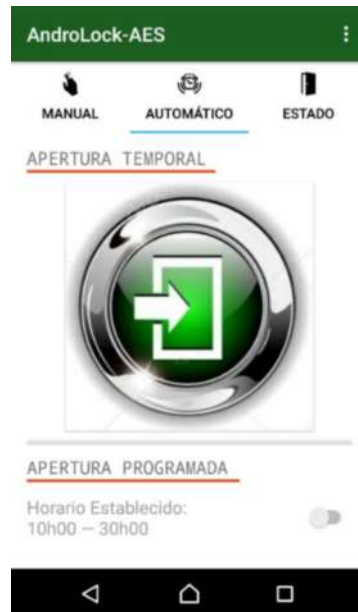 AndroLock-AES
MANUAL
AUTOMÁTICO
ESTADO
APERTURA TEMPORAL
APERTURA PROGRAMADA
Horario Establecido:
10h00 – 30h00